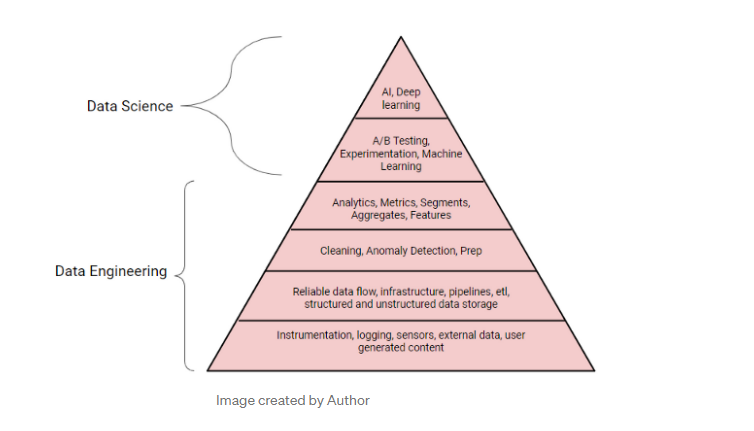 AI, Deep
learning
Data Science
A/B Testing,
Experimentation, Machine
Learning
Analytics, Metrics, Segments,
Aggregates, Features
Cleaning, Anomaly Detection, Prep
Data Engineering
Reliable data flow, infrastructure, pipelines, etl,
structured and unstructured data storage
Instrumentation, logging, sensors, external data, user
generated content
Image created by Author